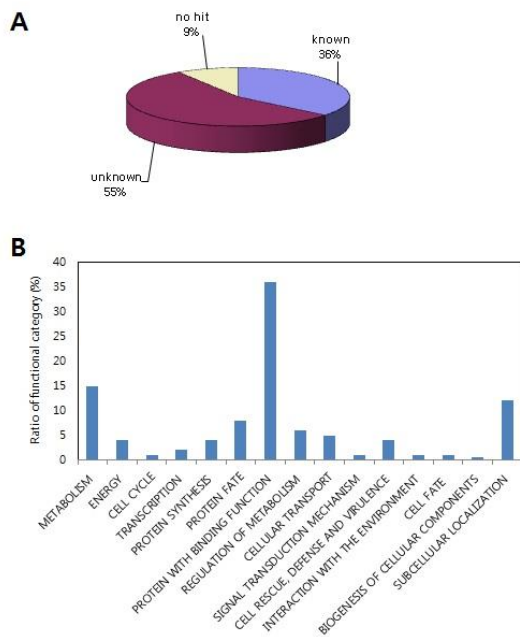 A
no hit
9%
known
36%
unknown
55%
B
Ratio of functional category (%)
40
35
30
25
20
15
10
5
0
METABOLISM
ENERGY
CELL CYCLE
TRANSCRIPTION
PROTEIN SYNTHESIS
PROTEIN FATE
PROTEIN WITH BINDING FUNCTION
REGULATION OF METABOLISM
CELLULAR TRANSPORT
SIGNAL TRANSDUCTION MECHANISM
CELL RESCUE, DEFENSE AND VIRULENCE
INTERACTION WITH THE ENVIRONMENT
CELL FATE
BIOGENESIS OF CELLULAR COMPONENTS
SUBCELLULAR LOCALIZATION